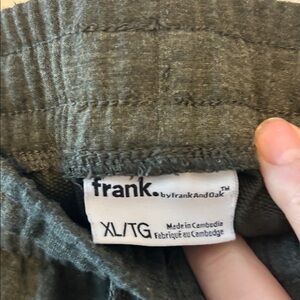 frank. by Frank And Oak™
XL/TG Made in Cambodia
Fabriqué au Cambodge